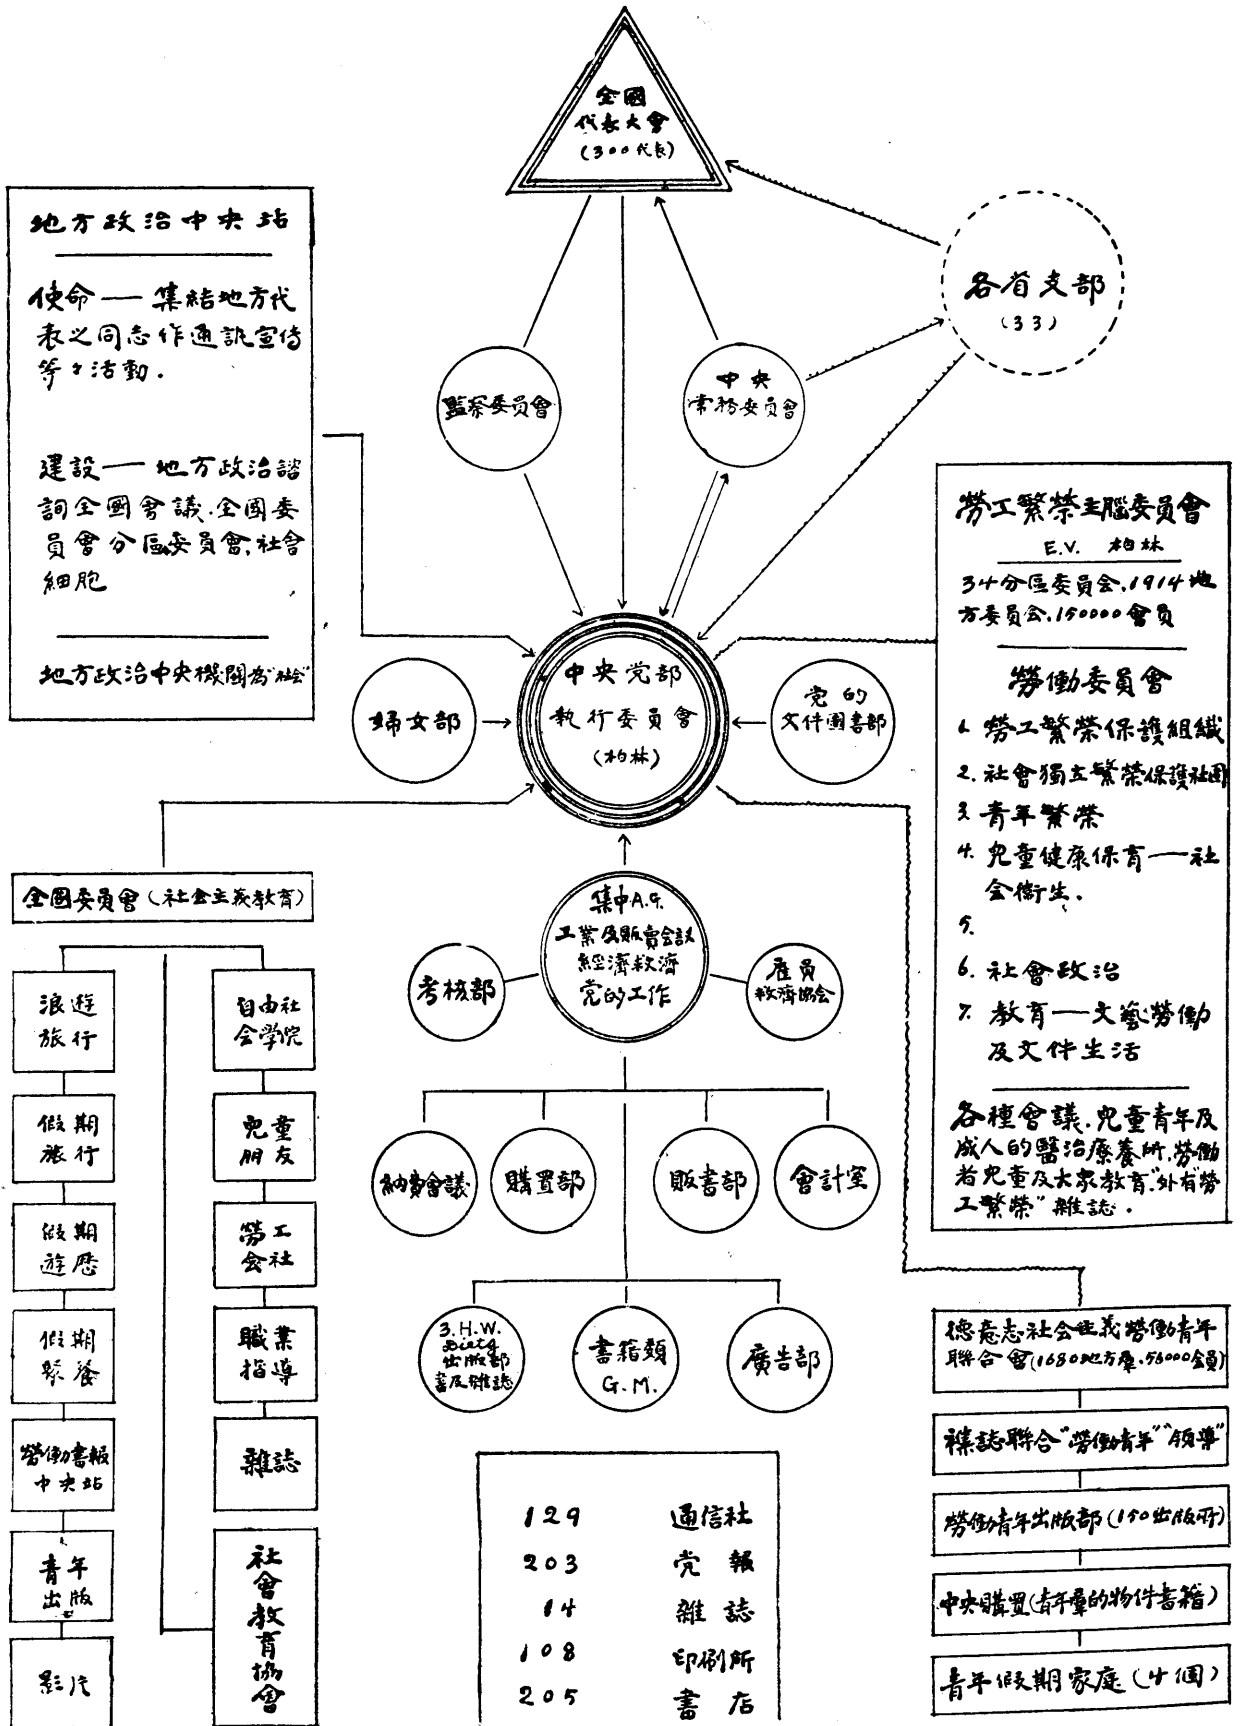 全國
代表大會
(300代表)
各省支部
(33)
監察委員會
中央
常務委員會
地方政治中央站
使命——集結地方代
表之同志作通訊宣傳
等々活動.
建設——地方政治諮
詢全國會議.全國委
員會分區委員會,社會
細胞
地方政治中央機關為"社会"
中央党部
執行委員會
(柏林)
婦女部
党的
文件圖書部
勞工繁榮主腦委員會
E.V. 柏林
34分區委員会,1914地
方委員会,150000會員
勞働委員會
1. 勞工繁榮保護組織
2. 社會獨立繁榮保護社團
3. 青年繁榮
4. 兒童健康保育——社
会衛生.
5.
6. 社會政治
7. 教育——文藝勞働
及文件生活
各種會議.兒童青年及
成人的醫治療養所.勞働
者兒童及大衆教育.外有"勞
工繁榮"雜誌.
集中A.G.
工業及販賣会議
經濟救濟
党的工作
考核部
雇員
救濟協会
納費會議
購置部
販書部
會計室
3.H.W.
Dietz
出版部
書及雜誌
書籍類
G.M.
廣告部
129 通信社
203 党報
14 雜誌
108 印刷所
205 書店
全國委員會(社会主義教育)
浪遊
旅行
假期
旅行
假期
遊歷
假期
勞働書報
中央站
青年
出版
影片
自由社
会学院
兒童
朋友
勞工
会社
職業
指導
雜誌
社會教育協會
德意志社会主義勞働青年
聯合會(1680地方羣.56000会員)
雜誌聯合"勞働青年""領導"
勞働青年出版部(150出版所)
中央購置(青年羣的物件書籍)
青年假期家庭(4個)